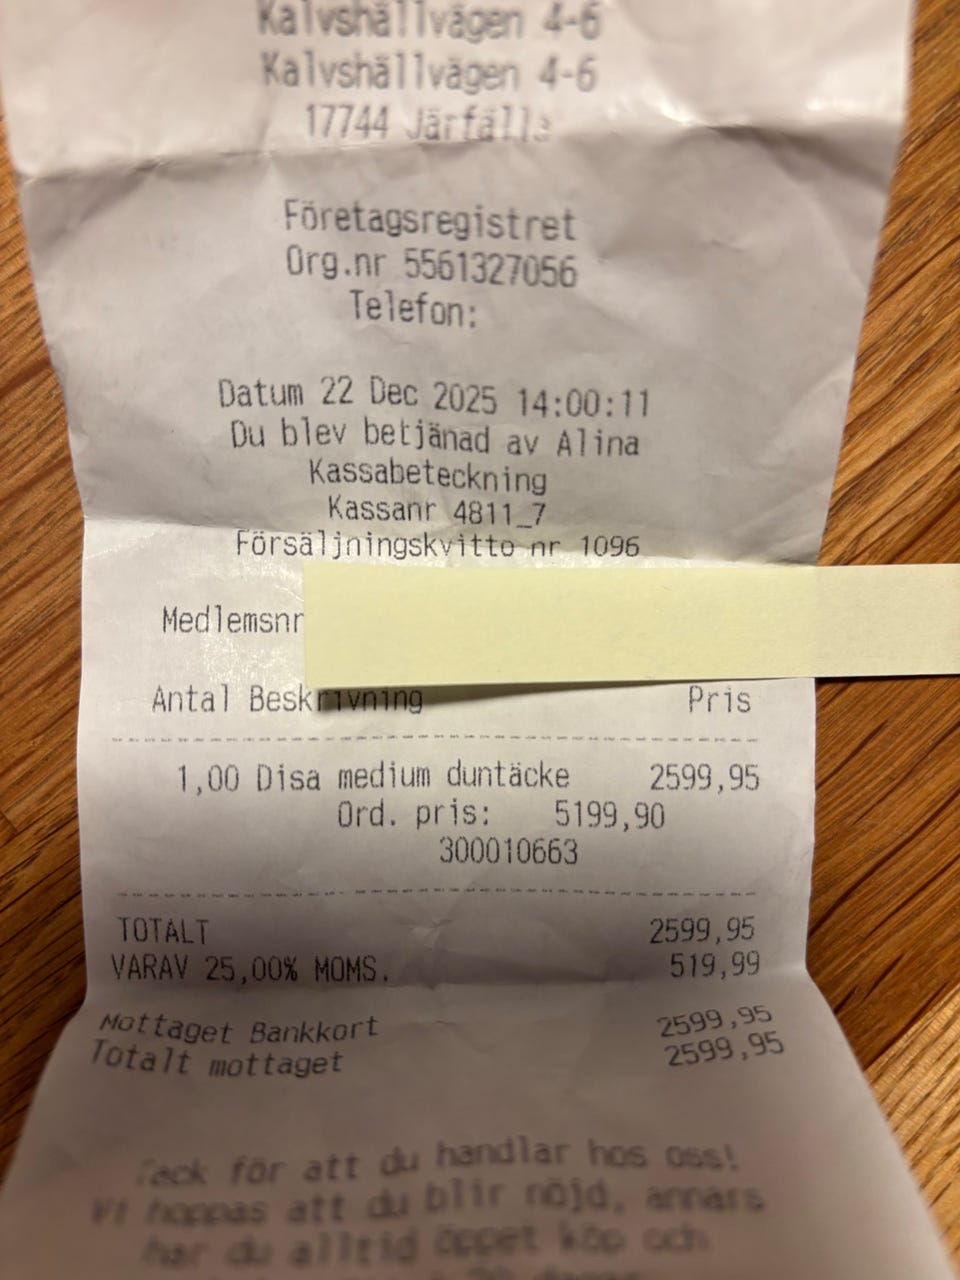 Kalvshällvägen 4-6
Kalvshällvägen 4-6
17744 Järfälla
Företagsregistret
Org.nr 5561327056
Telefon:
Datum 22 Dec 2025 14:00:11
Du blev betjänad av Alina
Kassabeteckning
Kassanr 4811_7
Försäljningskvitto nr 1096
Medlemsnr
Antal Beskrivning Pris
1,00 Disa medium duntäcke 2599,95
Ord. pris: 5199,90
300010663
TOTALT 2599,95
VARAV 25,00% MOMS. 519,99
Mottaget Bankkort 2599,95
Totalt mottaget 2599,95
Tack för att du handlar hos oss!
Vi hoppas att du blir nöjd, annars
har du alltid öppet köp och